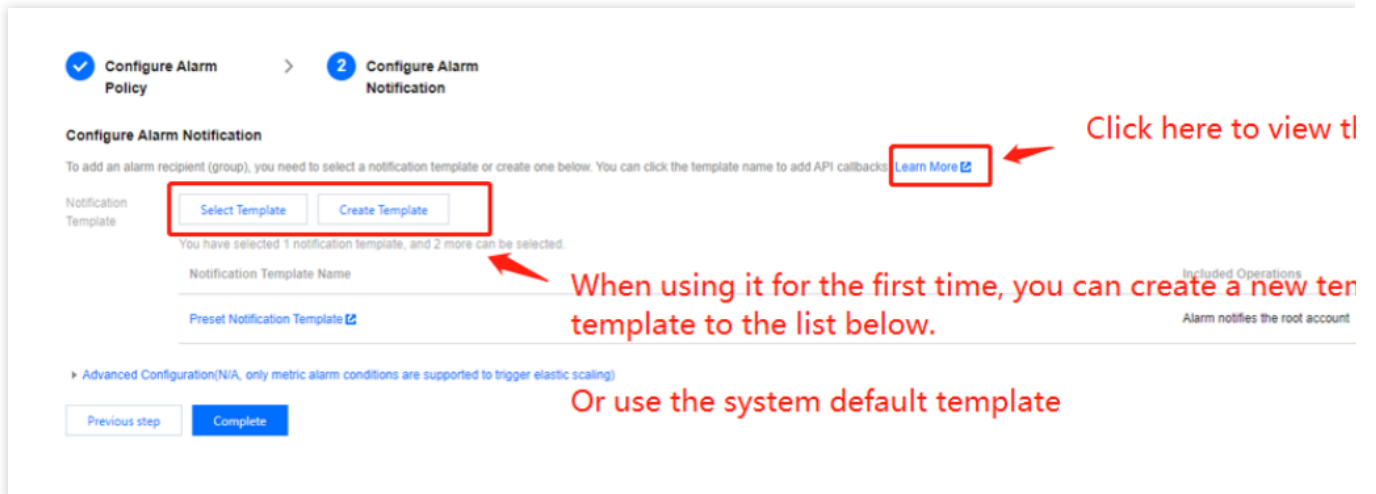 Configure Alarm Policy
2 Configure Alarm Notification
Configure Alarm Notification
Click here to view
To add an alarm recipient (group), you need to select a notification template or create one below. You can click the template name to add API callbacks Learn More
Notification Template
Select Template
Create Template
You have selected 1 notification template, and 2 more can be selected.
Notification Template Name
Included Operations
When using it for the first time, you can create a new
template to the list below.
Preset Notification Template
Alarm notifies the root account
Advanced Configuration(N/A, only metric alarm conditions are supported to trigger elastic scaling)
Or use the system default template
Previous step
Complete